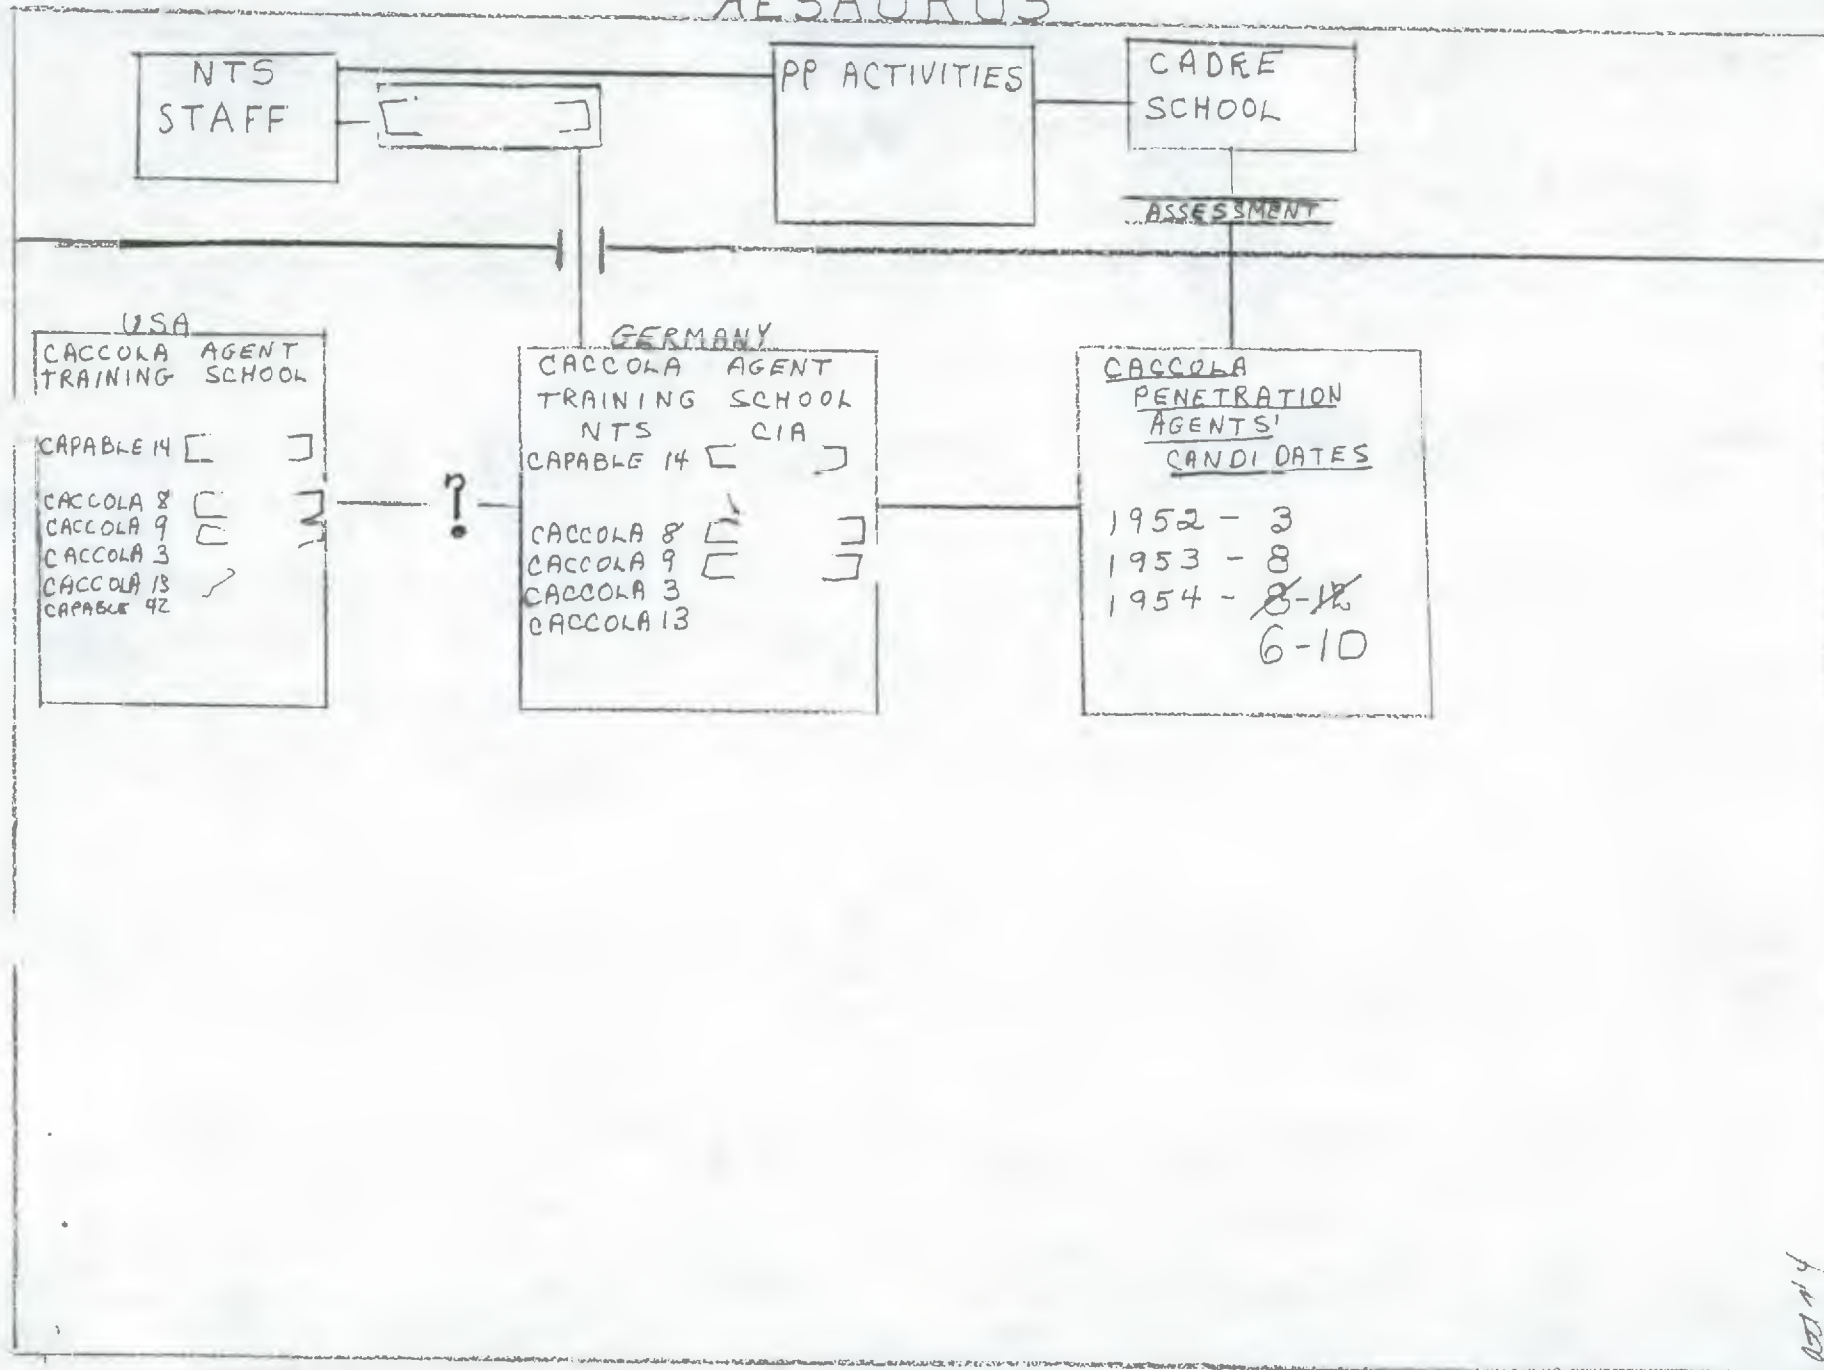 AESAURUS
NTS
STAFF
PP ACTIVITIES
CADRE
SCHOOL
ASSESSMENT
USA
CACCOLA AGENT
TRAINING SCHOOL
CAPABLE 14 [ ]
CACCOLA 8 [ ]
CACCOLA 9 [ ]
CACCOLA 3
CACCOLA 13
CAPABLE 42
?
GERMANY
CACCOLA AGENT
TRAINING SCHOOL
NTS CIA
CAPABLE 14 [ ]
CACCOLA 8 [ ]
CACCOLA 9 [ ]
CACCOLA 3
CACCOLA 13
CACCOLA
PENETRATION
AGENTS'
CANDIDATES
1952 - 3
1953 - 8
1954 - 8-12
6-10